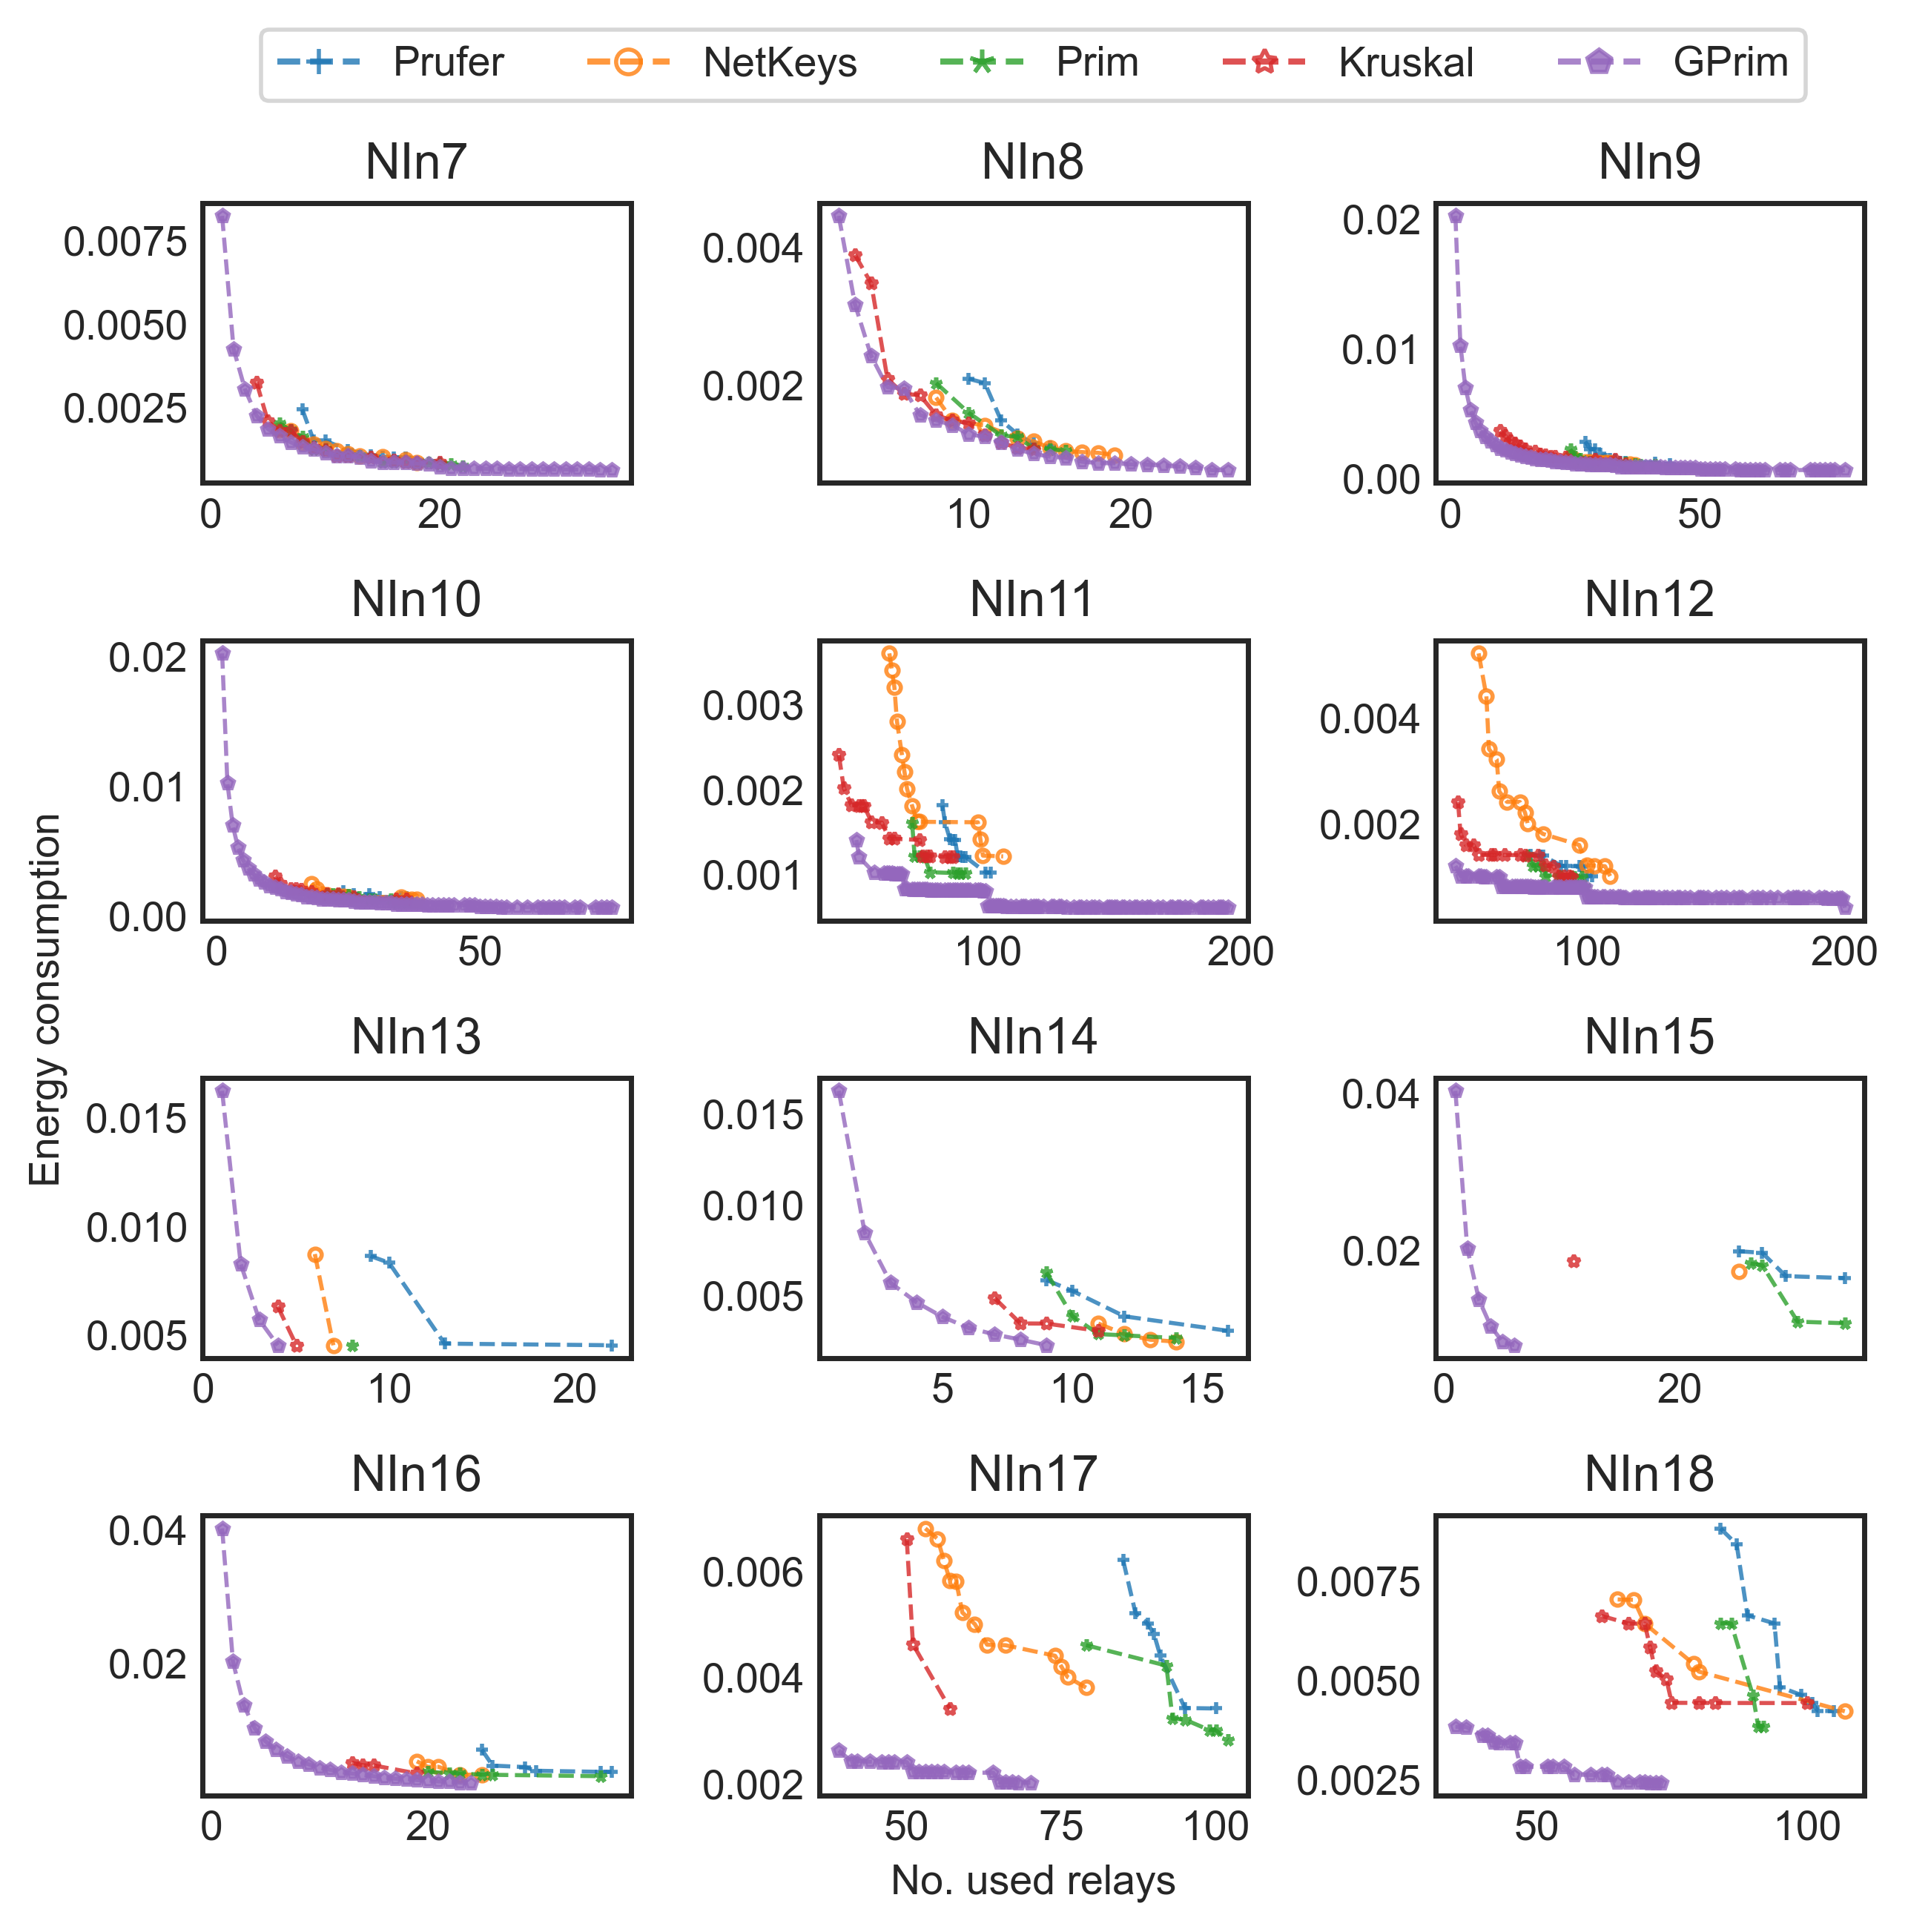 Prufer NetKeys Prim Kruskal GPrim
NIn7 NIn8 NIn9
0.0075 0.0050 0.0025
0 20
0.004 0.002
10 20
0.02 0.01 0.00
0 50
NIn10 NIn11 NIn12
0.02 0.01 0.00
0 50
0.003 0.002 0.001
100 200
0.004 0.002
100 200
NIn13 NIn14 NIn15
0.015 0.010 0.005
0 10 20
0.015 0.010 0.005
5 10 15
0.04 0.02
0 20
NIn16 NIn17 NIn18
0.04 0.02
0 20
0.006 0.004 0.002
50 75 100
0.0075 0.0050 0.0025
50 100
Energy consumption
No. used relays